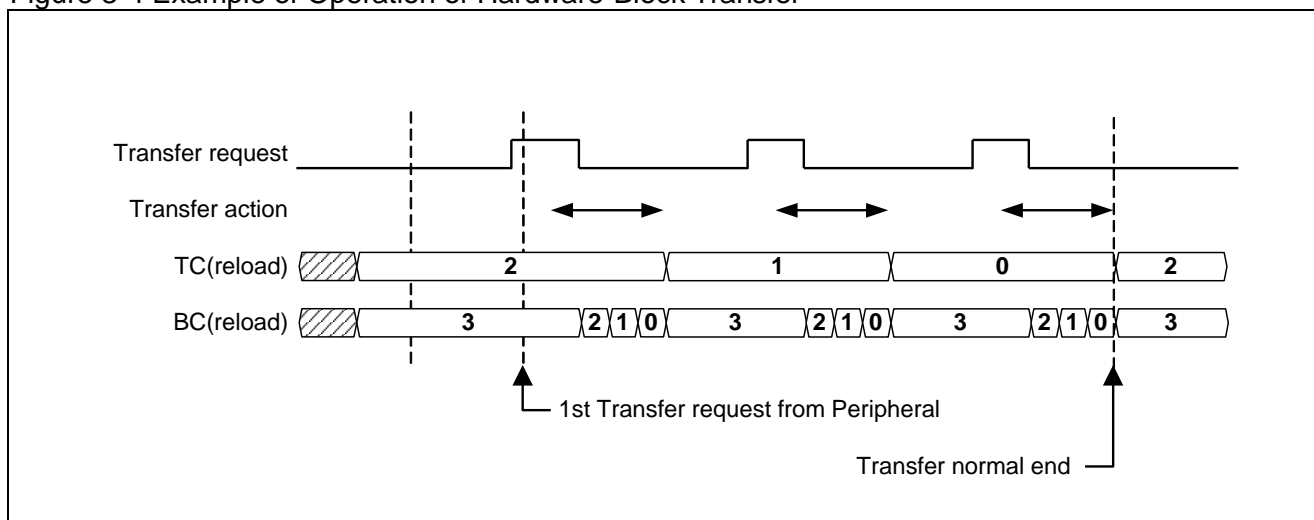 Figure 3-4 Example of Operation of Hardware-Block Transfer
Transfer request
Transfer action
TC(reload) 2 1 0 2
BC(reload) 3 2 1 0 3 2 1 0 3 2 1 0 3
1st Transfer request from Peripheral
Transfer normal end